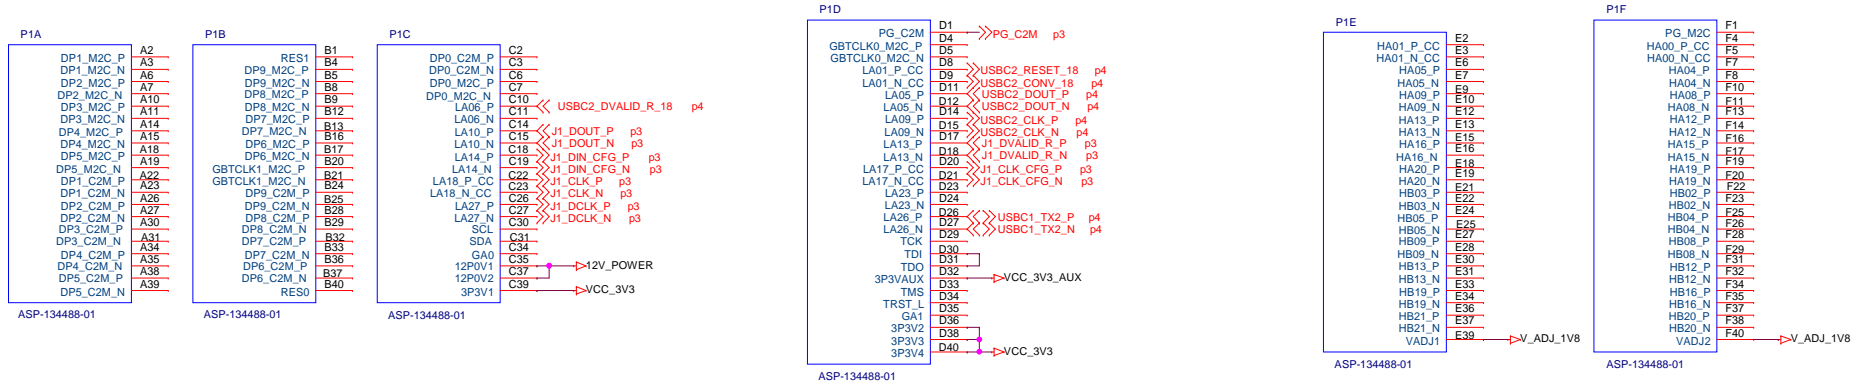 P1A
DP1_M2C_P A2
DP1_M2C_N A3
DP2_M2C_P A6
DP2_M2C_N A7
DP3_M2C_P A10
DP3_M2C_N A11
DP4_M2C_P A14
DP4_M2C_N A15
DP5_M2C_P A18
DP5_M2C_N A19
DP1_C2M_P A22
DP1_C2M_N A23
DP2_C2M_P A26
DP2_C2M_N A27
DP3_C2M_P A30
DP3_C2M_N A31
DP4_C2M_P A34
DP4_C2M_N A35
DP5_C2M_P A38
DP5_C2M_N A39
ASP-134488-01
P1B
RES1 B1
DP9_M2C_P B4
DP9_M2C_N B5
DP8_M2C_P B8
DP8_M2C_N B9
DP7_M2C_P B12
DP7_M2C_N B13
DP6_M2C_P B16
DP6_M2C_N B17
GBTCLK1_M2C_P B20
GBTCLK1_M2C_N B21
DP9_C2M_P B24
DP9_C2M_N B25
DP8_C2M_P B28
DP8_C2M_N B29
DP7_C2M_P B32
DP7_C2M_N B33
DP6_C2M_P B36
DP6_C2M_N B37
RES0 B40
ASP-134488-01
P1C
DP0_C2M_P C2
DP0_C2M_N C3
DP0_M2C_P C6
DP0_M2C_N C7
LA06_P C10 USBC2_DVALID_R_18 p4
LA06_N C11
LA10_P C14 J1_DOUT_P p3
LA10_N C15 J1_DOUT_N p3
LA14_P C18 J1_DIN_CFG_P p3
LA14_N C19 J1_DIN_CFG_N p3
LA18_P_CC C22 J1_CLK_P p3
LA18_N_CC C23 J1_CLK_N p3
LA27_P C26 J1_DCLK_P p3
LA27_N C27 J1_DCLK_N p3
SCL C30
SDA C31
GA0 C34
12P0V1 C35 12V_POWER
12P0V2 C37
3P3V1 C39 VCC_3V3
ASP-134488-01
P1D
PG_C2M D1 PG_C2M p3
GBTCLK0_M2C_P D4
GBTCLK0_M2C_N D5
LA01_P_CC D8 USBC2_RESET_18 p4
LA01_N_CC D9 USBC2_CONV_18 p4
LA05_P D11 USBC2_DOUT_P p4
LA05_N D12 USBC2_DOUT_N p4
LA09_P D14 USBC2_CLK_P p4
LA09_N D15 USBC2_CLK_N p4
LA13_P D17 J1_DVALID_R_P p3
LA13_N D18 J1_DVALID_R_N p3
LA17_P_CC D20 J1_CLK_CFG_P p3
LA17_N_CC D21 J1_CLK_CFG_N p3
LA23_P D23
LA23_N D24
LA26_P D26 USBC1_TX2_P p4
LA26_N D27 USBC1_TX2_N p4
TCK D29
TDI D30
TDO D31
3P3VAUX D32 VCC_3V3_AUX
TMS D33
TRST_L D34
GA1 D35
3P3V2 D36
3P3V3 D38
3P3V4 D40 VCC_3V3
ASP-134488-01
P1E
HA01_P_CC E2
HA01_N_CC E3
HA05_P E6
HA05_N E7
HA09_P E9
HA09_N E10
HA13_P E12
HA13_N E13
HA16_P E15
HA16_N E16
HA20_P E18
HA20_N E19
HB03_P E21
HB03_N E22
HB05_P E24
HB05_N E25
HB09_P E27
HB09_N E28
HB13_P E30
HB13_N E31
HB19_P E33
HB19_N E34
HB21_P E36
HB21_N E37
VADJ1 E39 V_ADJ_1V8
ASP-134488-01
P1F
PG_M2C F1
HA00_P_CC F4
HA00_N_CC F5
HA04_P F7
HA04_N F8
HA08_P F10
HA08_N F11
HA12_P F13
HA12_N F14
HA15_P F16
HA15_N F17
HA19_P F19
HA19_N F20
HB02_P F22
HB02_N F23
HB04_P F25
HB04_N F26
HB08_P F28
HB08_N F29
HB12_P F31
HB12_N F32
HB16_P F34
HB16_N F35
HB20_P F37
HB20_N F38
VADJ2 F40 V_ADJ_1V8
ASP-134488-01